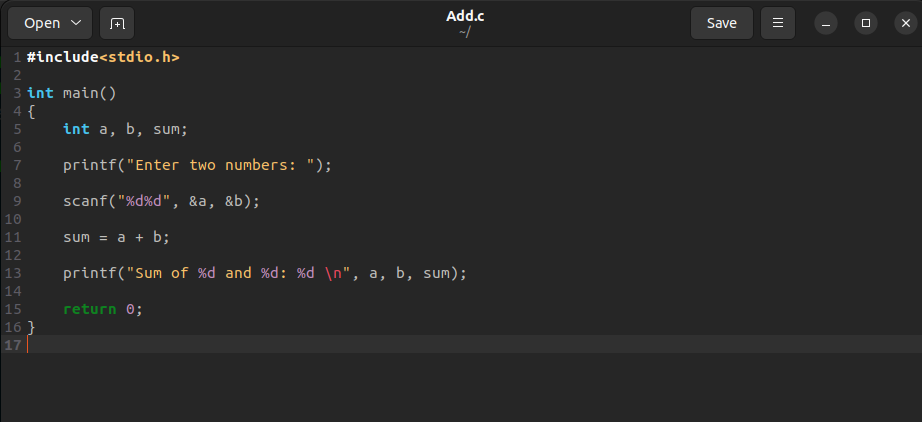 Open
Add.c
~/
Save
1 #include<stdio.h>
2
3 int main()
4 {
5     int a, b, sum;
6
7     printf("Enter two numbers: ");
8
9     scanf("%d%d", &a, &b);
10
11     sum = a + b;
12
13     printf("Sum of %d and %d: %d \n", a, b, sum);
14
15     return 0;
16 }
17